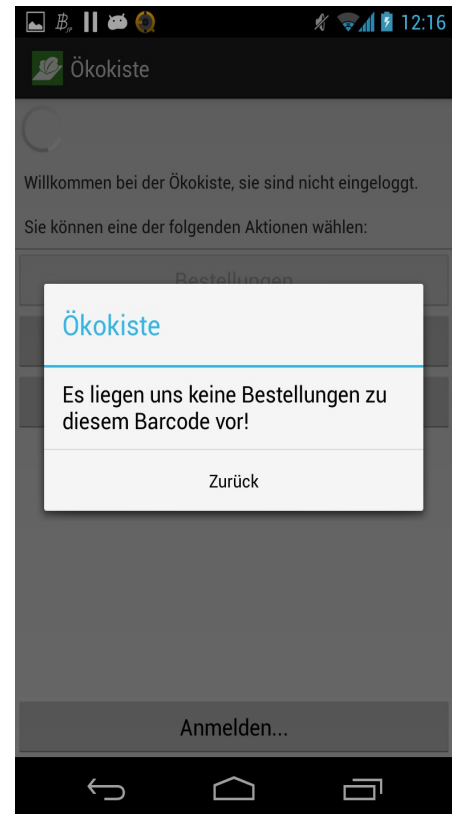 12:16
Ökokiste
Willkommen bei der Ökokiste, sie sind nicht eingeloggt.
Sie können eine der folgenden Aktionen wählen:
Bestellungen
Ökokiste
Es liegen uns keine Bestellungen zu
diesem Barcode vor!
Zurück
Anmelden...